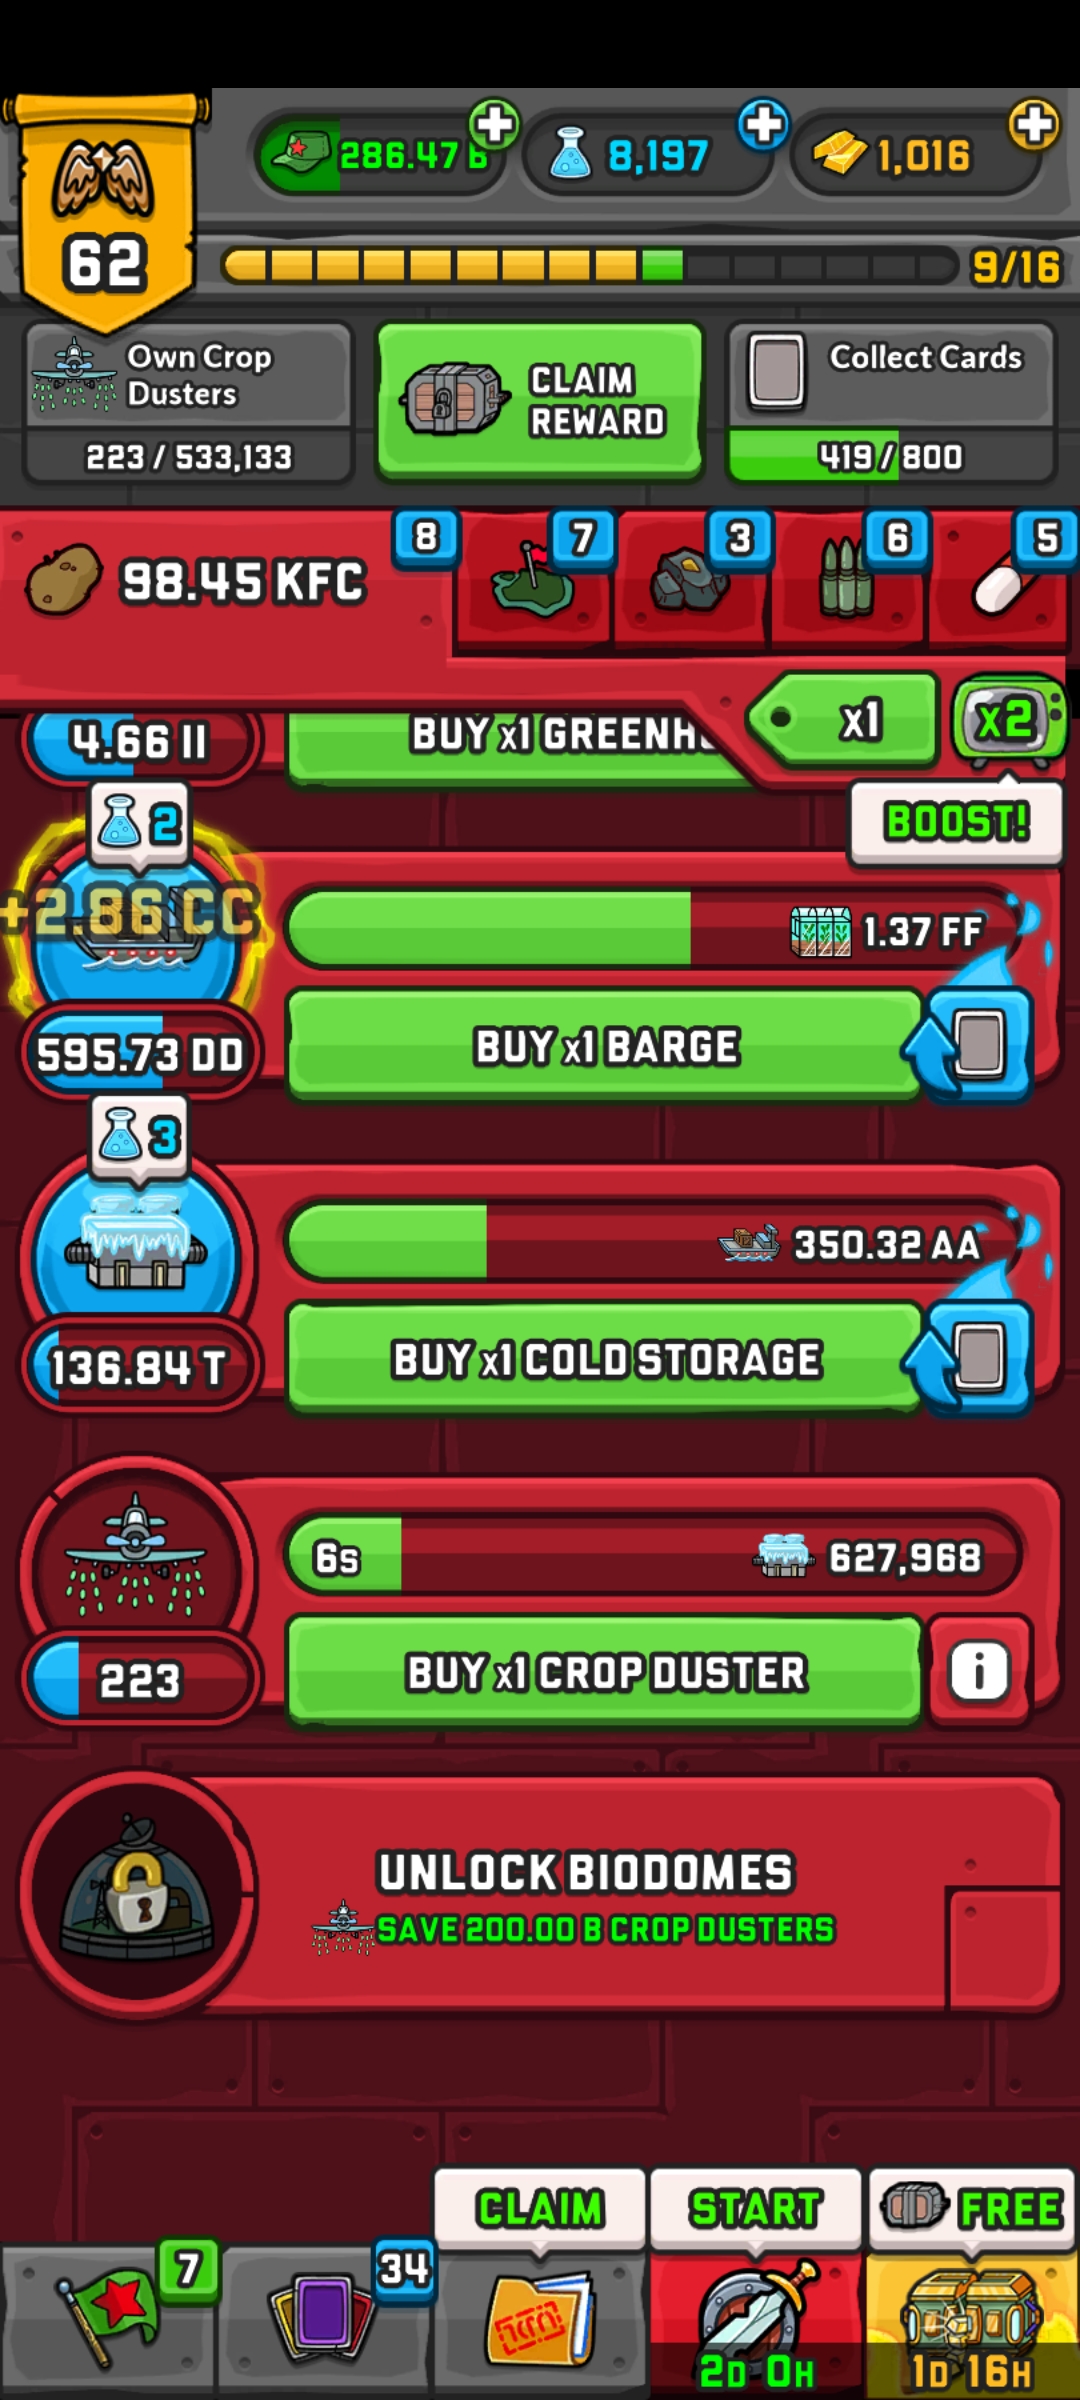 286.47 B
8,197
1,016
62
9/16
Own Crop
Dusters
223 / 533,133
CLAIM
REWARD
Collect Cards
419 / 800
98.45 KFC
8
7
3
6
5
4.66 II
BUY x1 GREENH
x1
x2
BOOST!
2
+2.86 CC
1.37 FF
595.73 DD
BUY x1 BARGE
3
350.32 AA
136.84 T
BUY x1 COLD STORAGE
6s
627,968
223
BUY x1 CROP DUSTER
i
UNLOCK BIODOMES
SAVE 200.00 B CROP DUSTERS
CLAIM
START
FREE
7
34
2D 0H
1D 16H